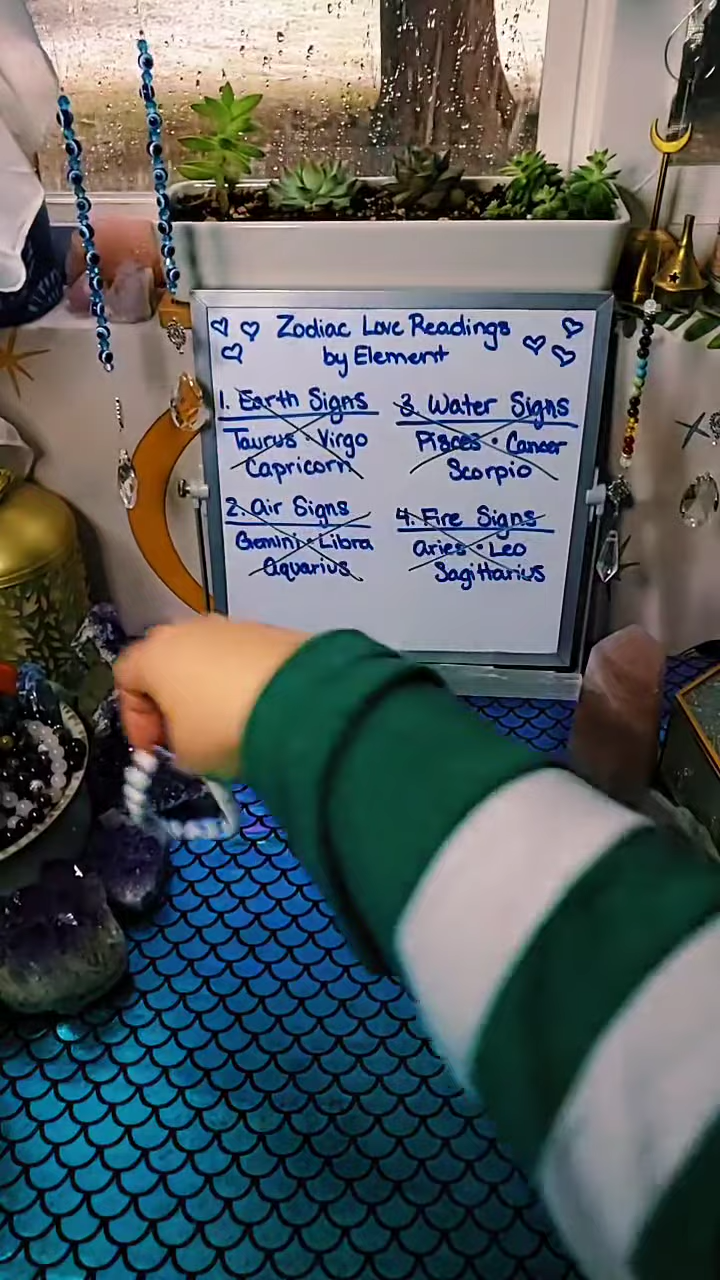 Zodiac Love Readings
by Element
1. Earth Signs
Taurus • Virgo
Capricorn
2. Air Signs
Gemini • Libra
Aquarius
3. Water Signs
Pisces • Cancer
Scorpio
4. Fire Signs
Aries • Leo
Sagittarius